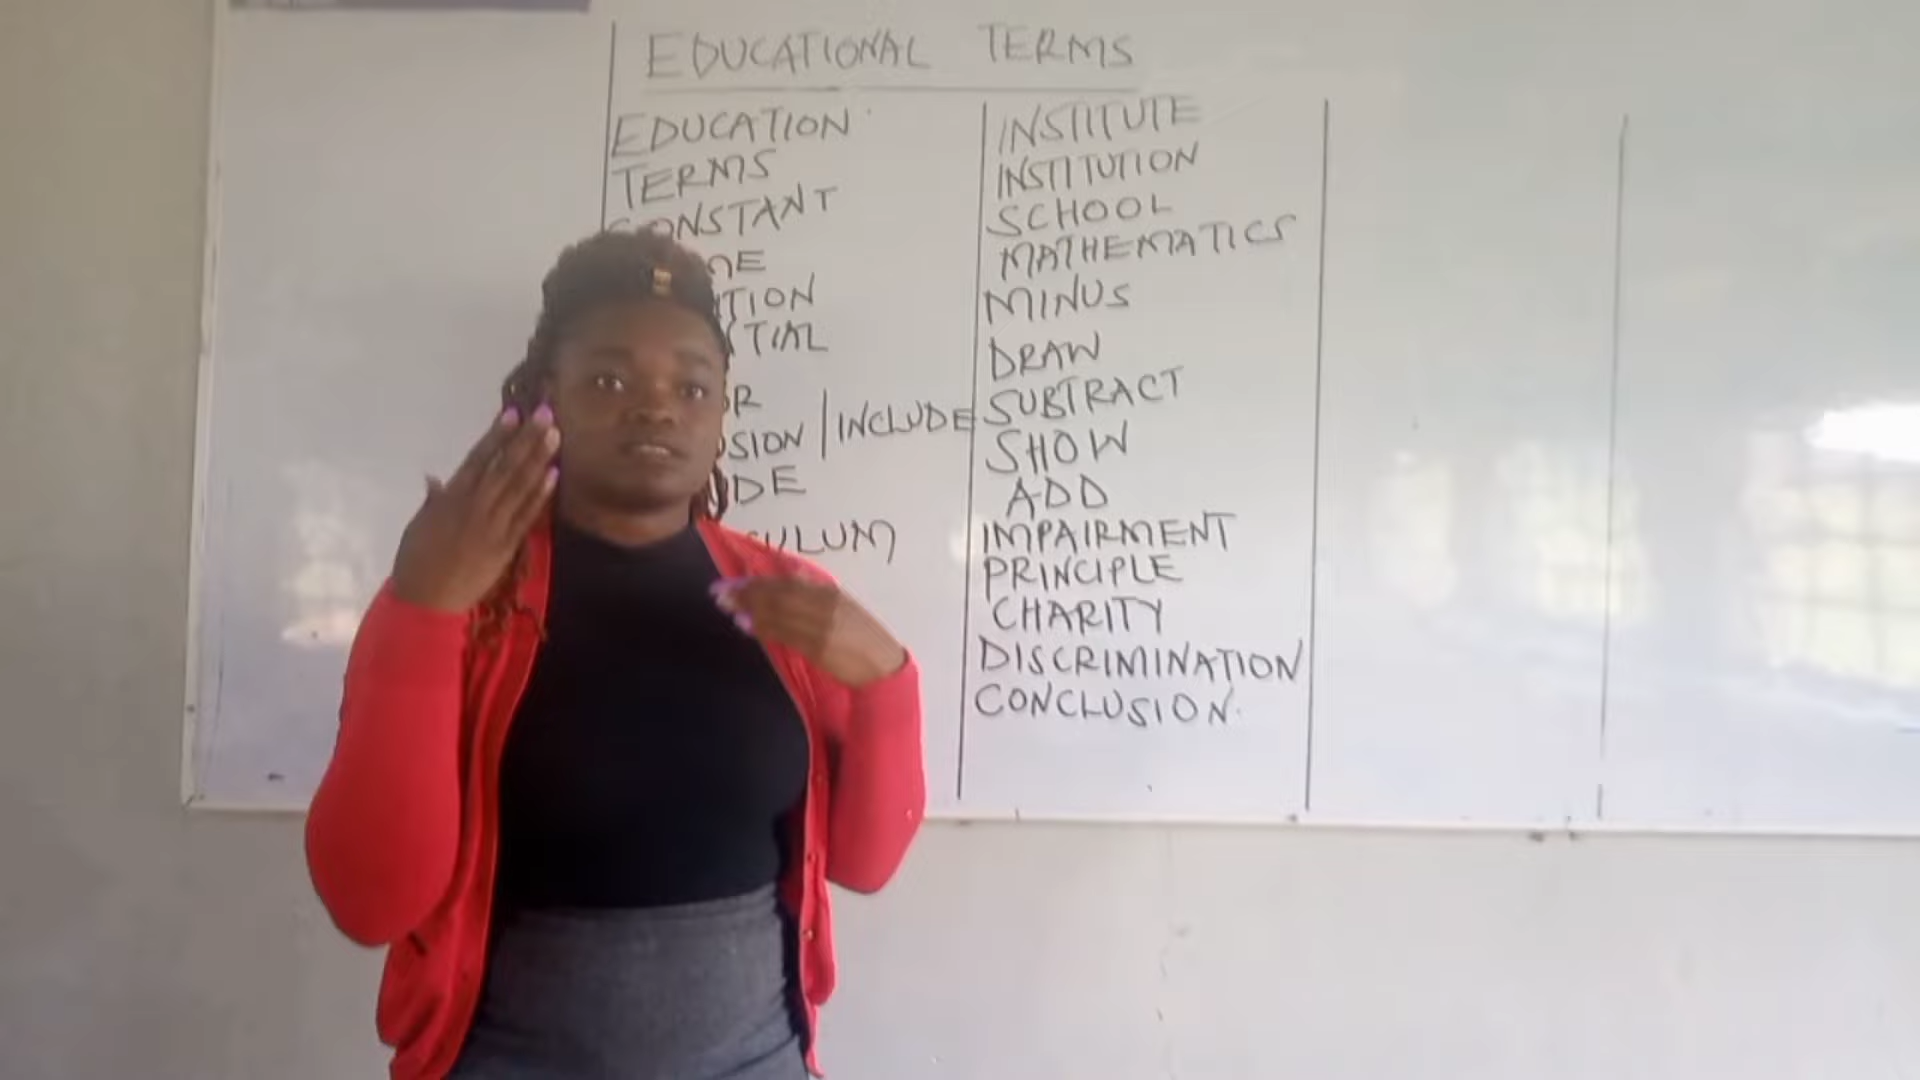 EDUCATIONAL TERMS
EDUCATION
TERMS
CONSTANT
INCLUDE
INSTITUTE
INSTITUTION
SCHOOL
MATHEMATICS
MINUS
DRAW
SUBTRACT
SHOW
ADD
IMPAIRMENT
PRINCIPLE
CHARITY
DISCRIMINATION
CONCLUSION.